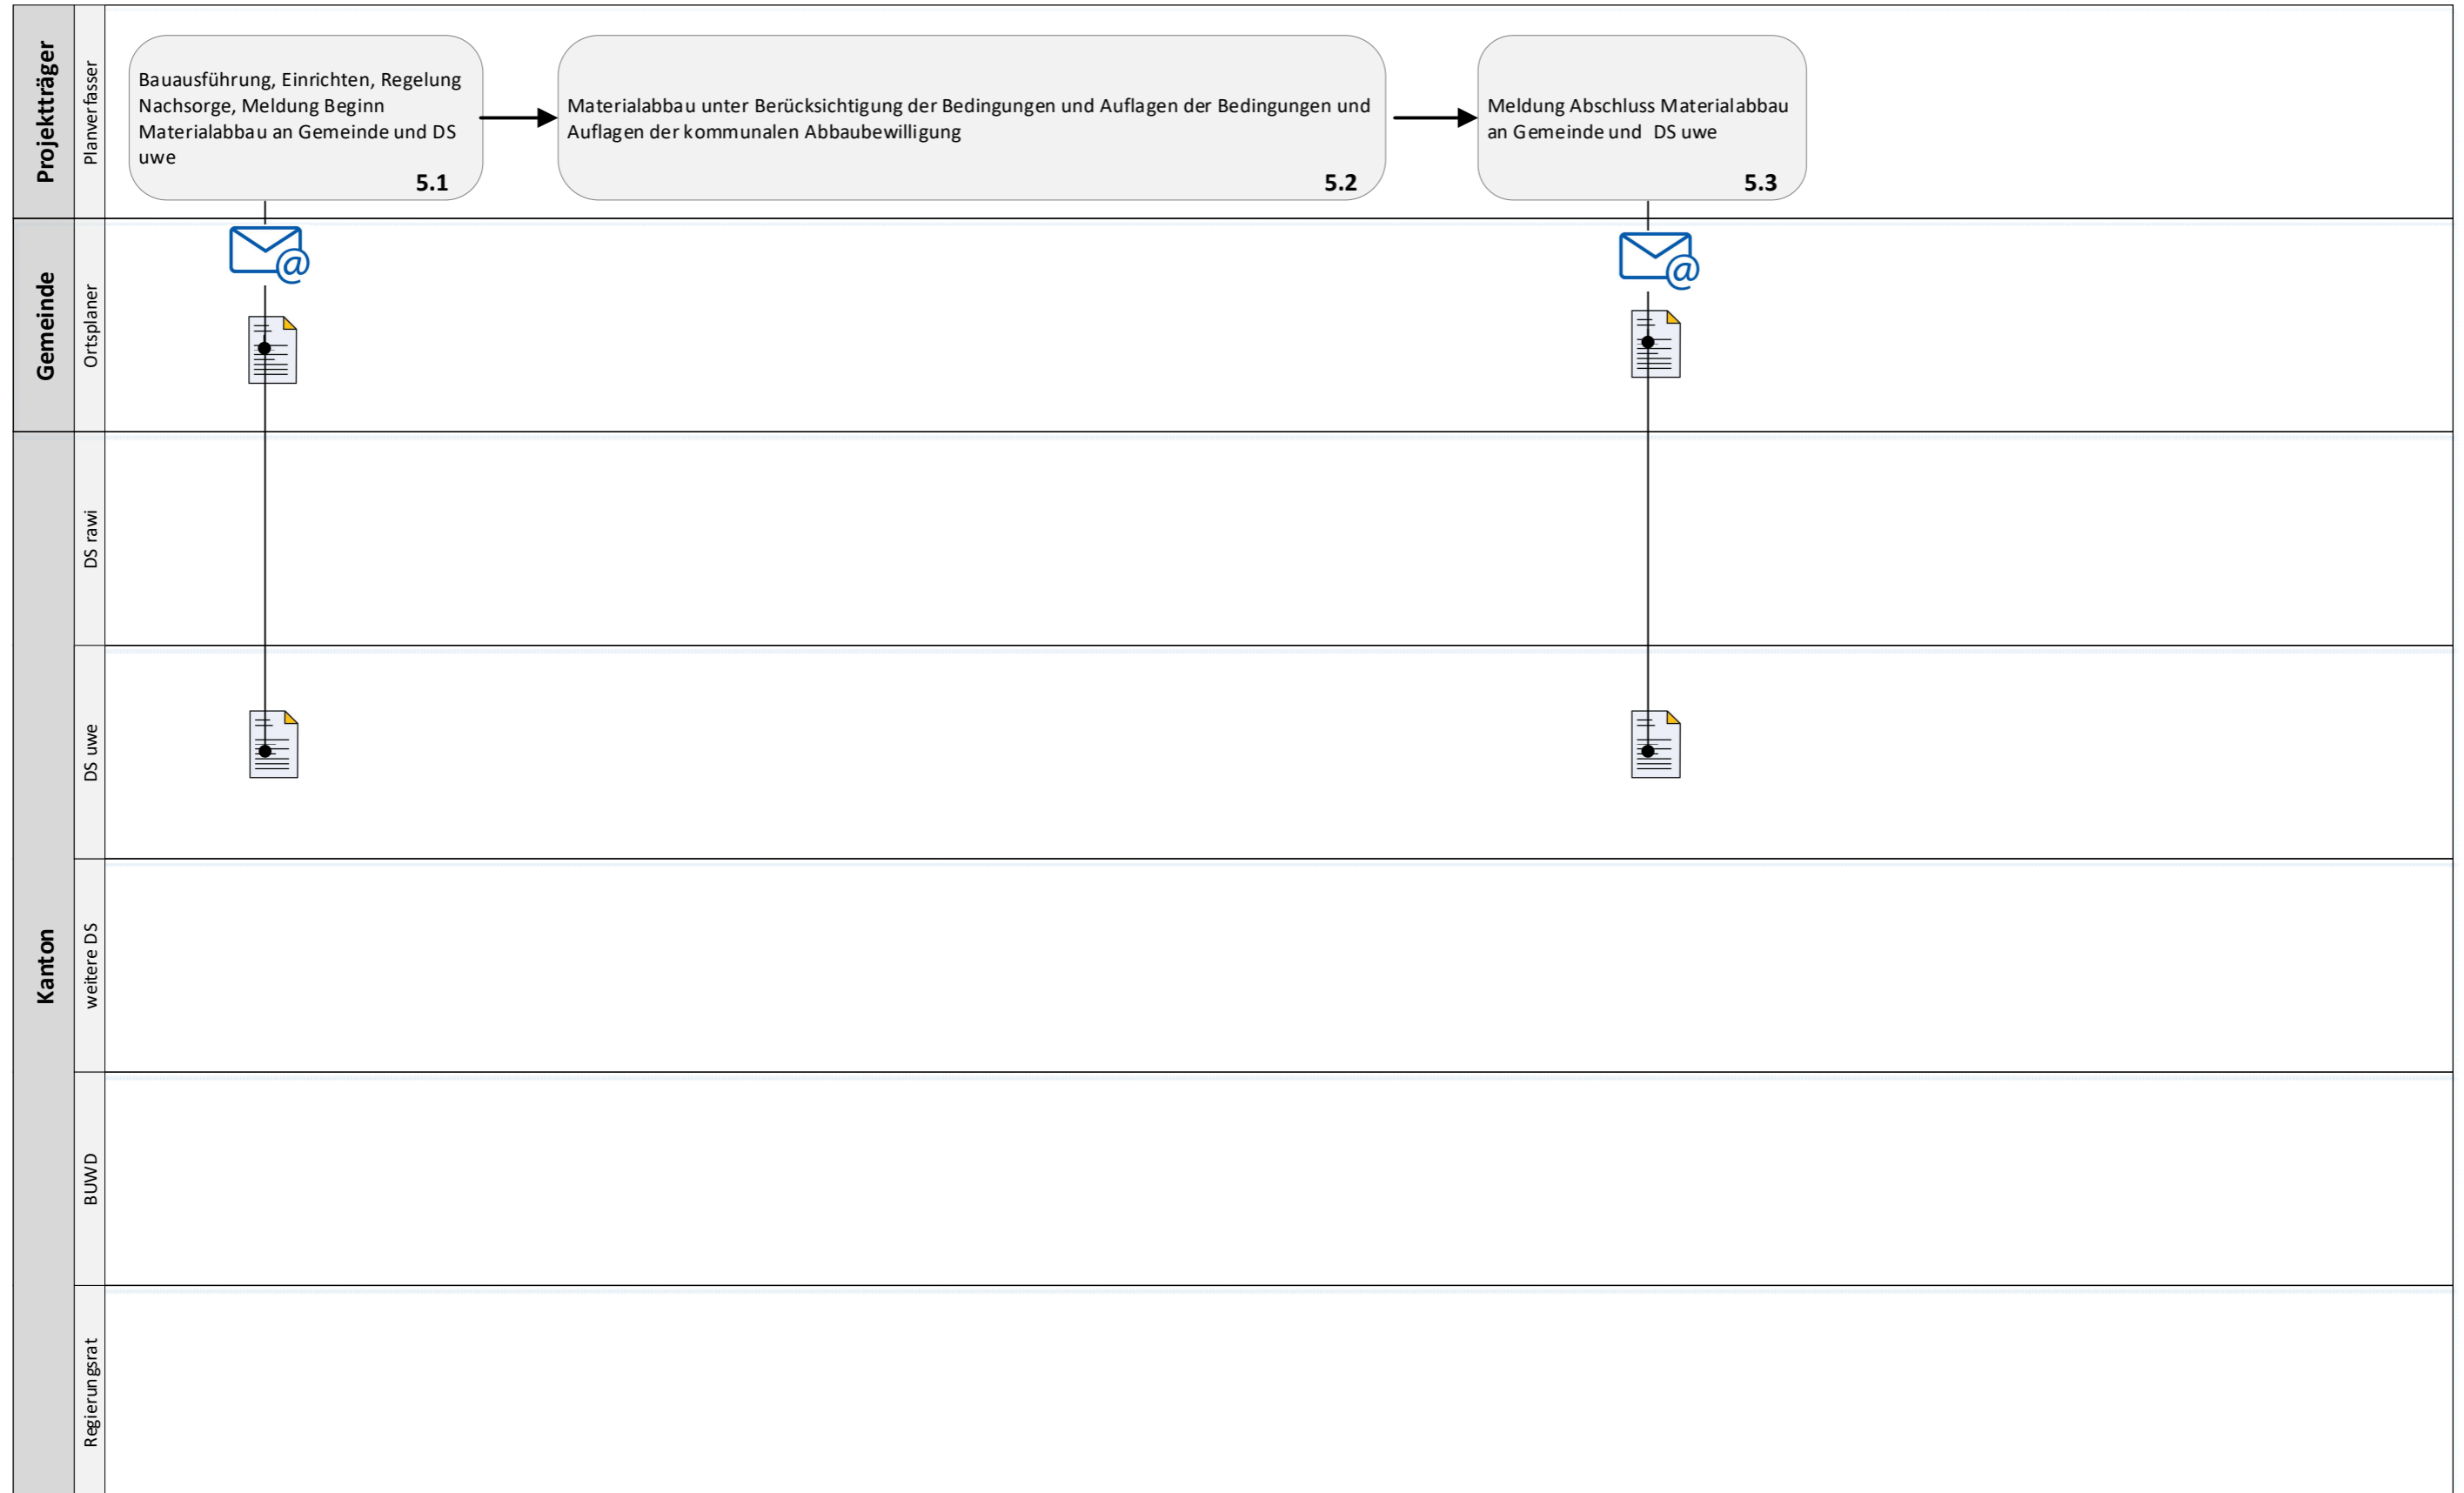 Projektträger
Planverfasser
Bauausführung, Einrichten, Regelung
Nachsorge, Meldung Beginn
Materialabbau an Gemeinde und DS
uwe
5.1
Materialabbau unter Berücksichtigung der Bedingungen und Auflagen der Bedingungen und
Auflagen der kommunalen Abbaubewilligung
5.2
Meldung Abschluss Materialabbau
an Gemeinde und DS uwe
5.3
Gemeinde
Ortsplaner
@
@
Kanton
DS rawi
DS uwe
weitere DS
BUWD
Regierungsrat